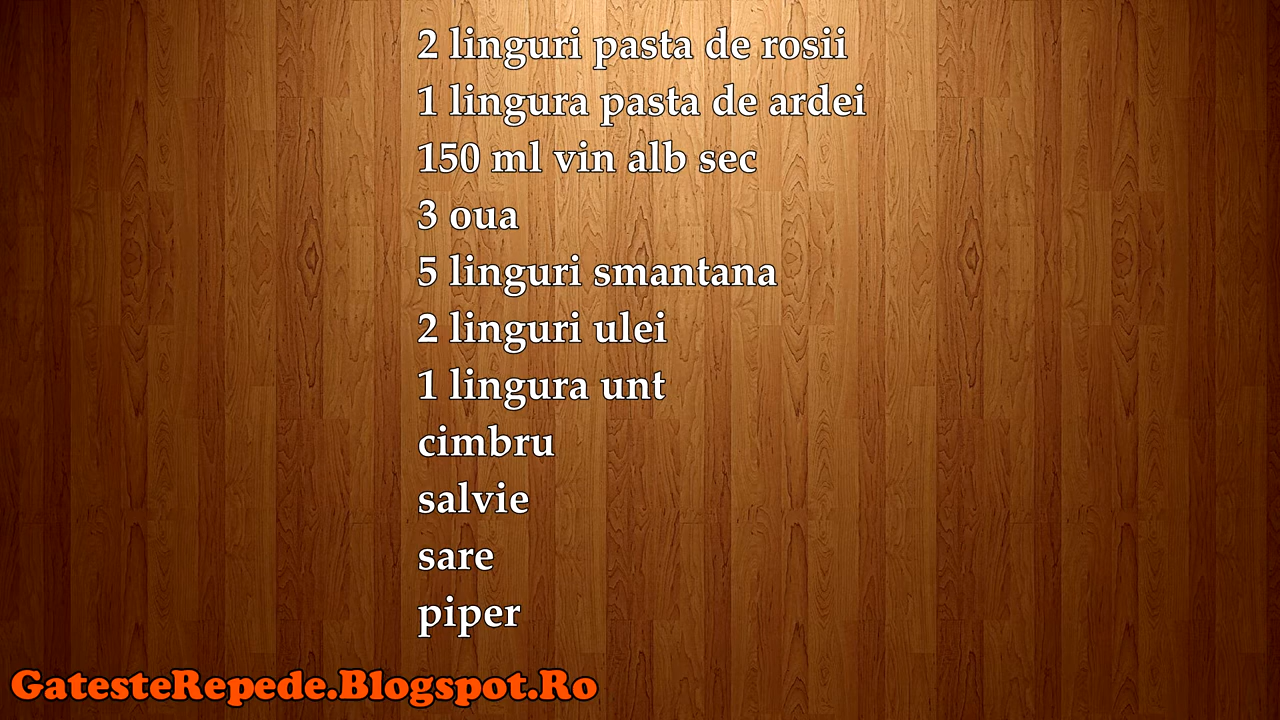 2 linguri pasta de rosii
1 lingura pasta de ardei
150 ml vin alb sec
3 oua
5 linguri smantana
2 linguri ulei
1 lingura unt
cimbru
salvie
sare
piper
GatesteRepede.Blogspot.Ro